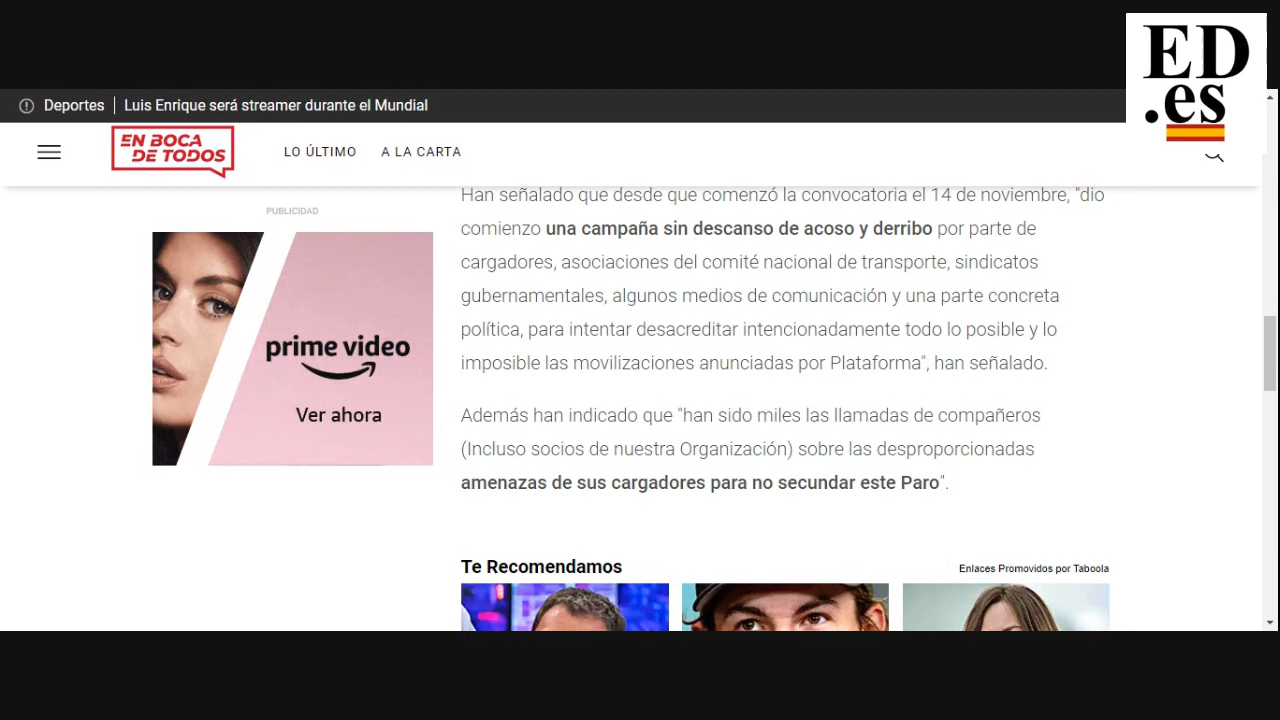 ED
.es
Deportes
Luis Enrique será streamer durante el Mundial
EN BOCA
DE TODOS
LO ÚLTIMO
A LA CARTA
PUBLICIDAD
prime video
Ver ahora
Han señalado que desde que comenzó la convocatoria el 14 de noviembre, "dio
comienzo una campaña sin descanso de acoso y derribo por parte de
cargadores, asociaciones del comité nacional de transporte, sindicatos
gubernamentales, algunos medios de comunicación y una parte concreta
política, para intentar desacreditar intencionadamente todo lo posible y lo
imposible las movilizaciones anunciadas por Plataforma", han señalado.
Además han indicado que "han sido miles las llamadas de compañeros
(Incluso socios de nuestra Organización) sobre las desproporcionadas
amenazas de sus cargadores para no secundar este Paro".
Te Recomendamos
Enlaces Promovidos por Taboola